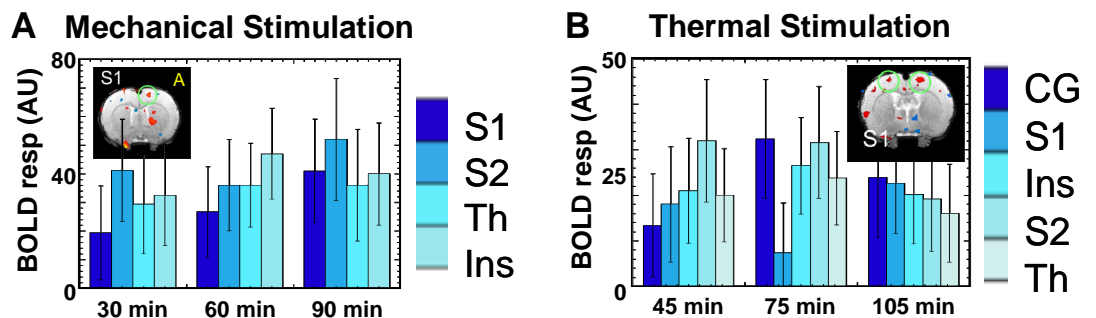 A Mechanical Stimulation
BOLD resp (AU)
80
40
0
S1 A
30 min 60 min 90 min
S1
S2
Th
Ins
B Thermal Stimulation
BOLD resp (AU)
50
25
0
S1
45 min 75 min 105 min
CG
S1
Ins
S2
Th